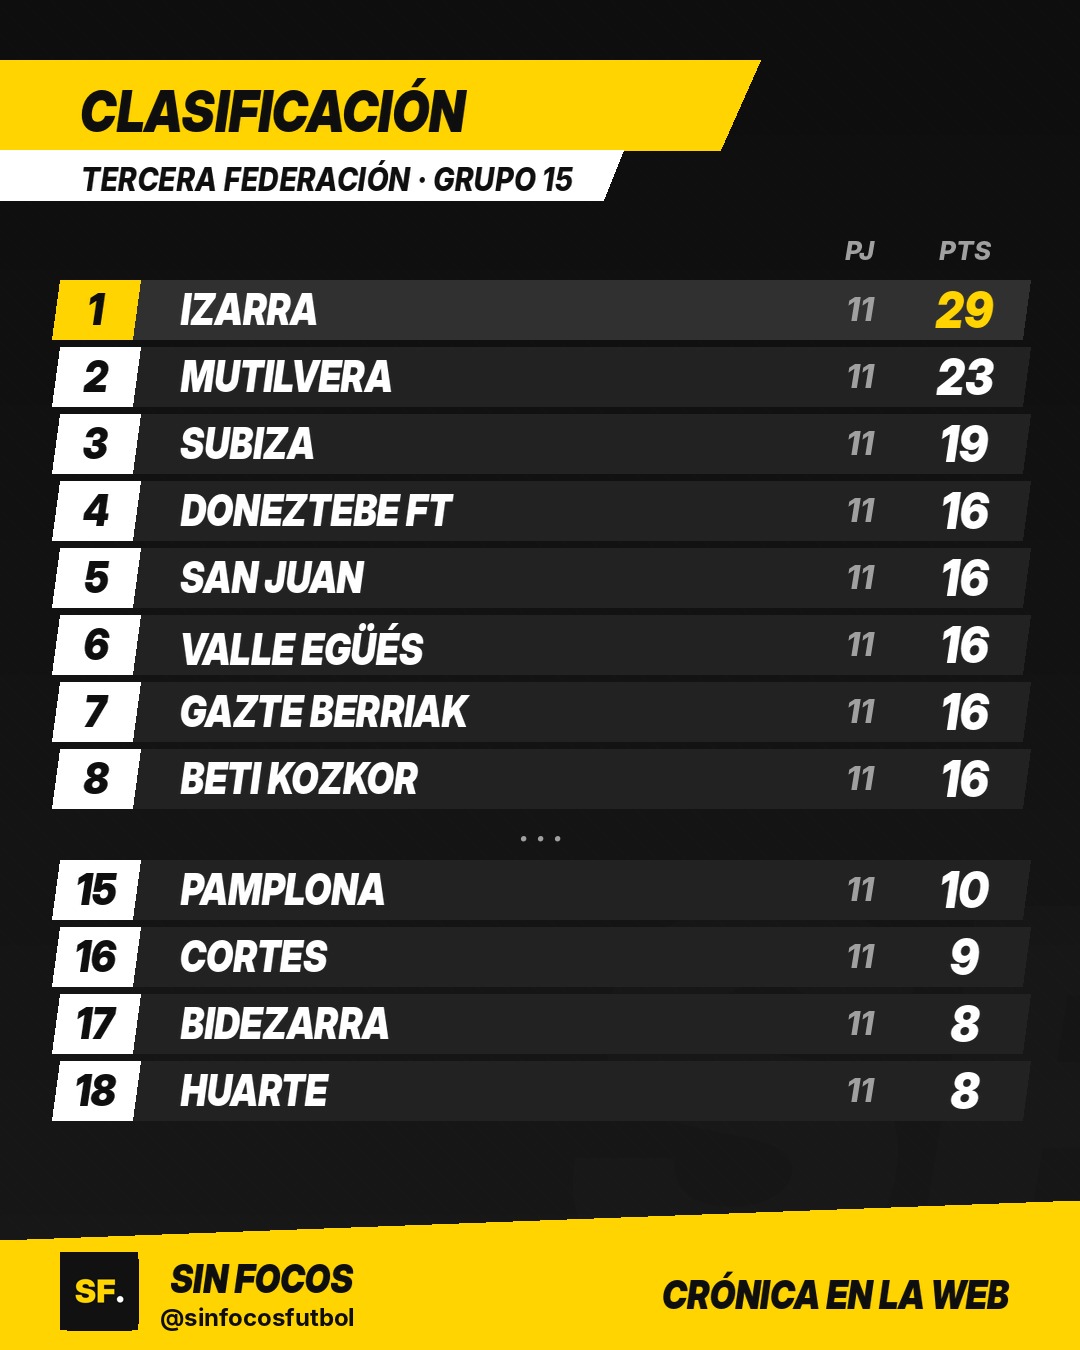 CLASIFICACIÓN
TERCERA FEDERACIÓN · GRUPO 15
PJ PTS
1 IZARRA 11 29
2 MUTILVERA 11 23
3 SUBIZA 11 19
4 DONEZTEBE FT 11 16
5 SAN JUAN 11 16
6 VALLE EGÜÉS 11 16
7 GAZTE BERRIAK 11 16
8 BETI KOZKOR 11 16
...
15 PAMPLONA 11 10
16 CORTES 11 9
17 BIDEZARRA 11 8
18 HUARTE 11 8
SF.
SIN FOCOS
@sinfocosfutbol
CRÓNICA EN LA WEB